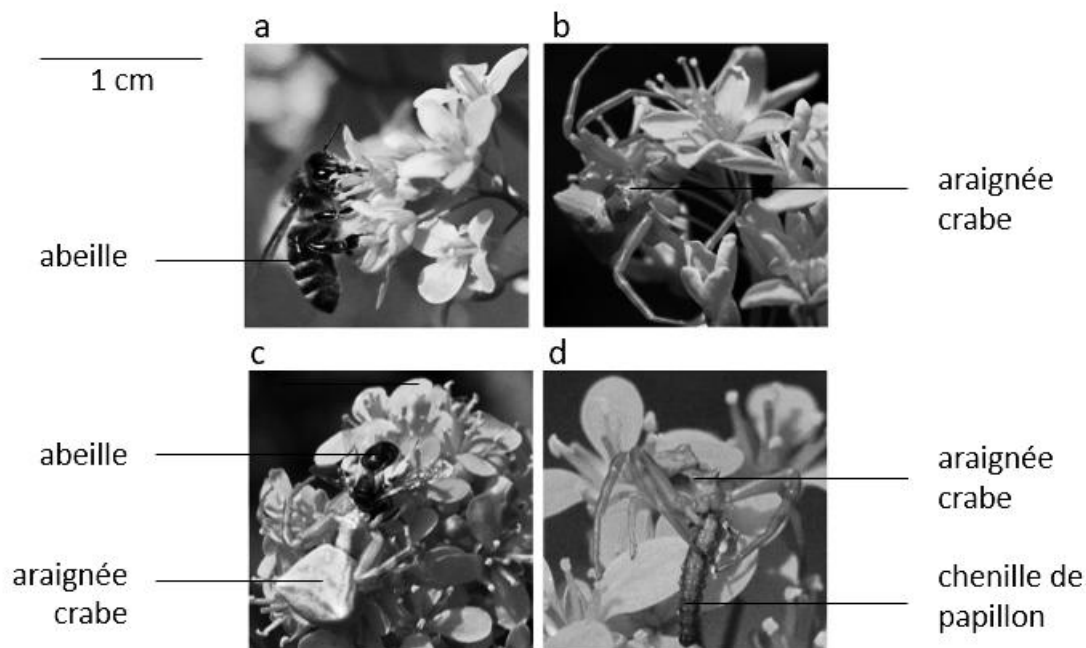 a
b
1 cm
araignée
crabe
abeille
c
d
abeille
araignée
crabe
araignée
crabe
chenille de
papillon